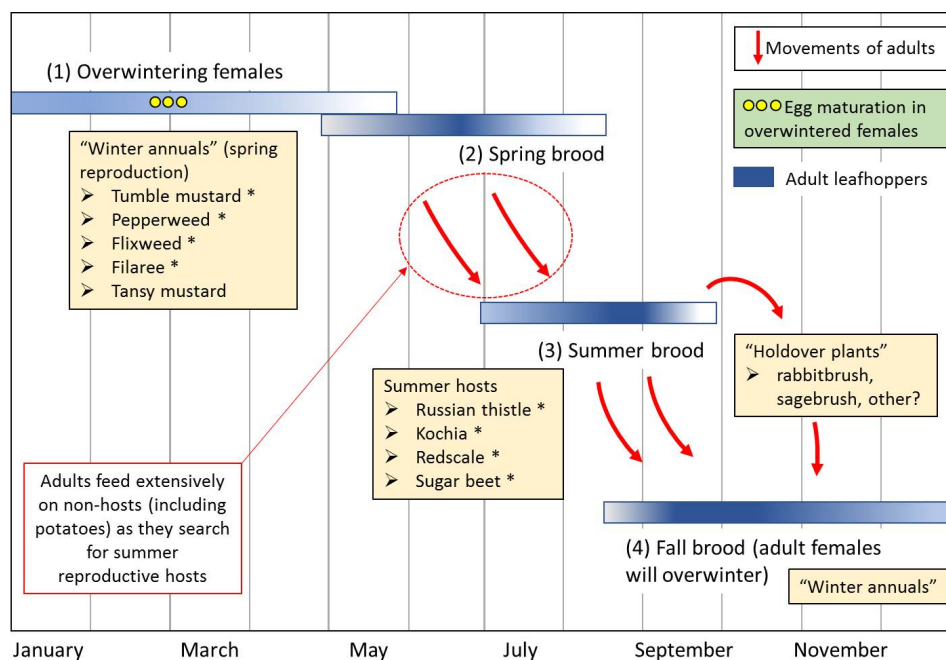 (1) Overwintering females
Movements of adults
Egg maturation in
overwintered females
Adult leafhoppers
"Winter annuals" (spring
reproduction)
➢ Tumble mustard *
➢ Pepperweed *
➢ Flixweed *
➢ Filaree *
➢ Tansy mustard
(2) Spring brood
(3) Summer brood
"Holdover plants"
➢ rabbitbrush,
sagebrush, other?
Summer hosts
➢ Russian thistle *
➢ Kochia *
➢ Redscale *
➢ Sugar beet *
Adults feed extensively
on non-hosts (including
potatoes) as they search
for summer
reproductive hosts
(4) Fall brood (adult females
will overwinter)
"Winter annuals"
January March May July September November